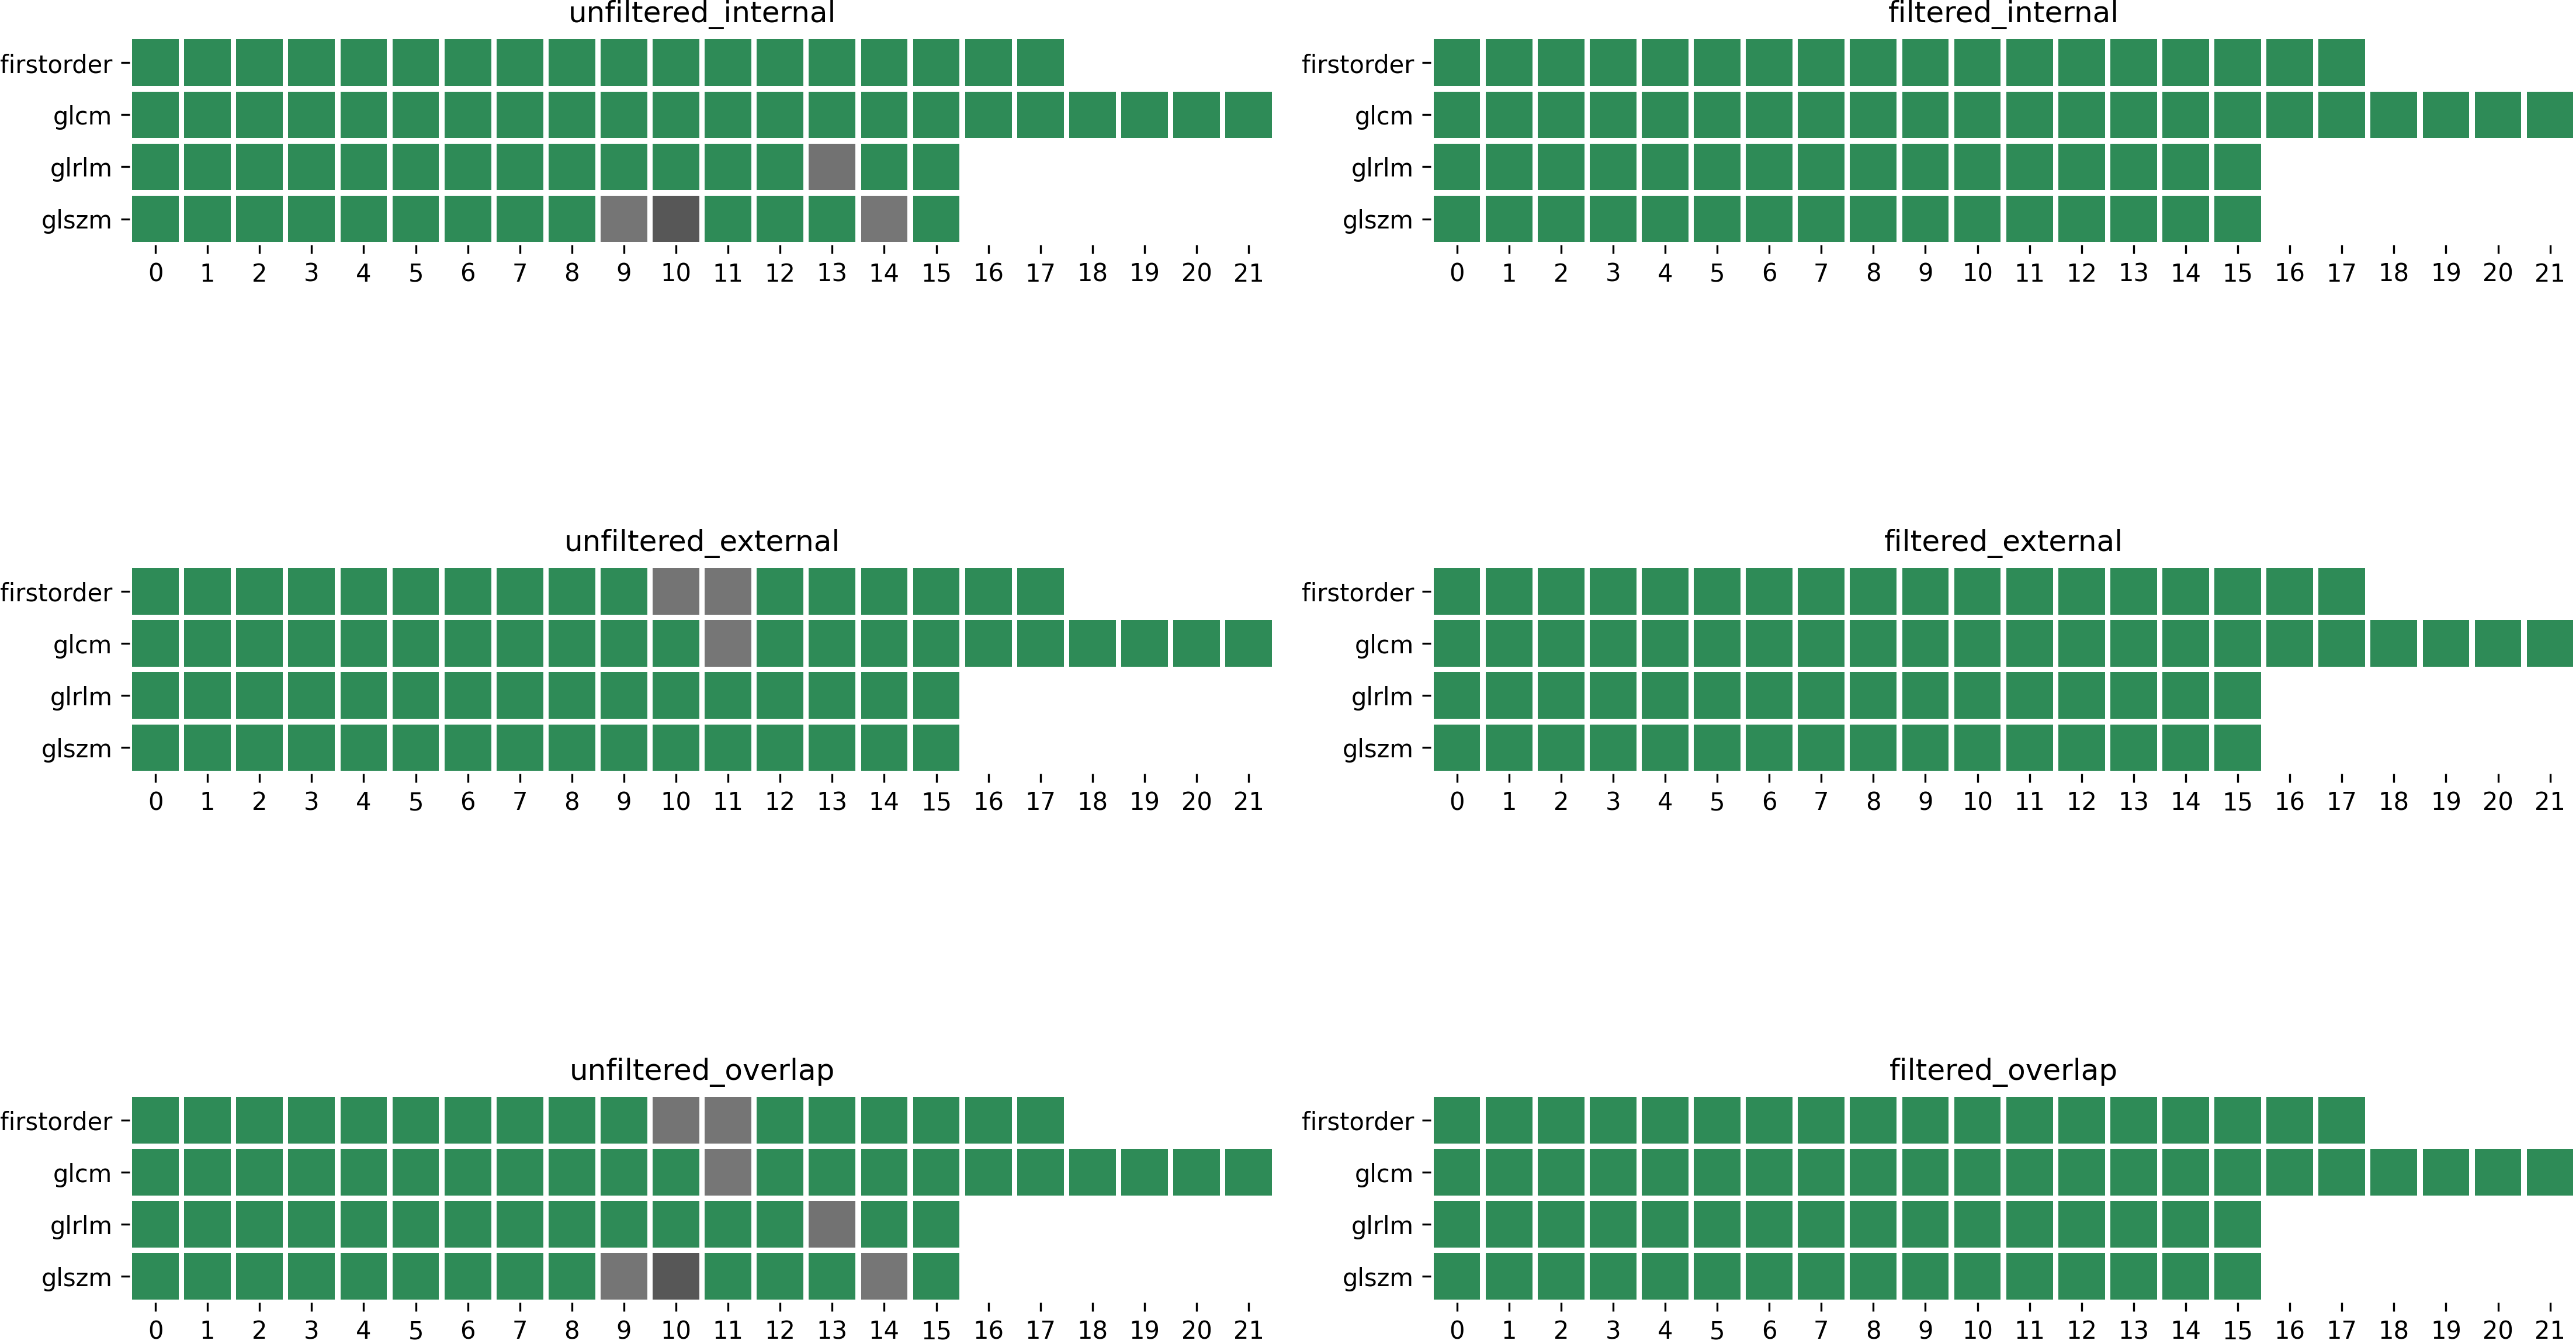 unfiltered_internal
firstorder
glcm
glrlm
glszm
0 1 2 3 4 5 6 7 8 9 10 11 12 13 14 15 16 17 18 19 20 21
filtered_internal
firstorder
glcm
glrlm
glszm
0 1 2 3 4 5 6 7 8 9 10 11 12 13 14 15 16 17 18 19 20 21
unfiltered_external
firstorder
glcm
glrlm
glszm
0 1 2 3 4 5 6 7 8 9 10 11 12 13 14 15 16 17 18 19 20 21
filtered_external
firstorder
glcm
glrlm
glszm
0 1 2 3 4 5 6 7 8 9 10 11 12 13 14 15 16 17 18 19 20 21
unfiltered_overlap
firstorder
glcm
glrlm
glszm
0 1 2 3 4 5 6 7 8 9 10 11 12 13 14 15 16 17 18 19 20 21
filtered_overlap
firstorder
glcm
glrlm
glszm
0 1 2 3 4 5 6 7 8 9 10 11 12 13 14 15 16 17 18 19 20 21